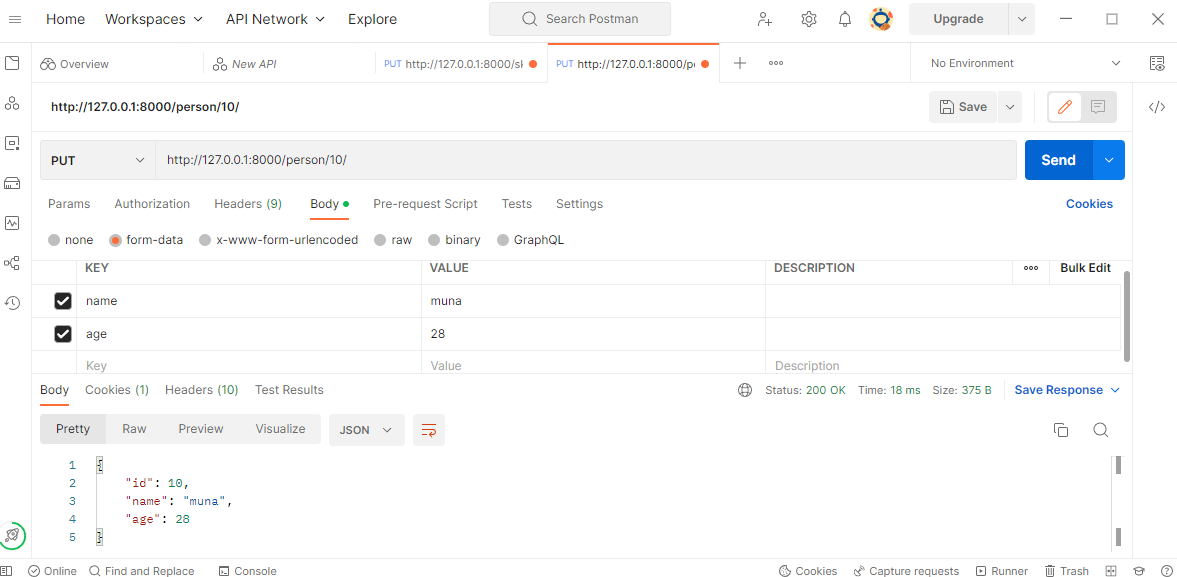 Home Workspaces API Network Explore Search Postman Upgrade
Overview New API PUT http://127.0.0.1:8000/sk PUT http://127.0.0.1:8000/pe No Environment
http://127.0.0.1:8000/person/10/ Save
PUT http://127.0.0.1:8000/person/10/ Send
Params Authorization Headers (9) Body Pre-request Script Tests Settings Cookies
none form-data x-www-form-urlencoded raw binary GraphQL
KEY VALUE DESCRIPTION Bulk Edit
name muna
age 28
Key Value Description
Body Cookies (1) Headers (10) Test Results Status: 200 OK Time: 18 ms Size: 375 B Save Response
Pretty Raw Preview Visualize JSON
1 {
2 "id": 10,
3 "name": "muna",
4 "age": 28
5 }
Online Find and Replace Console Cookies Capture requests Runner Trash